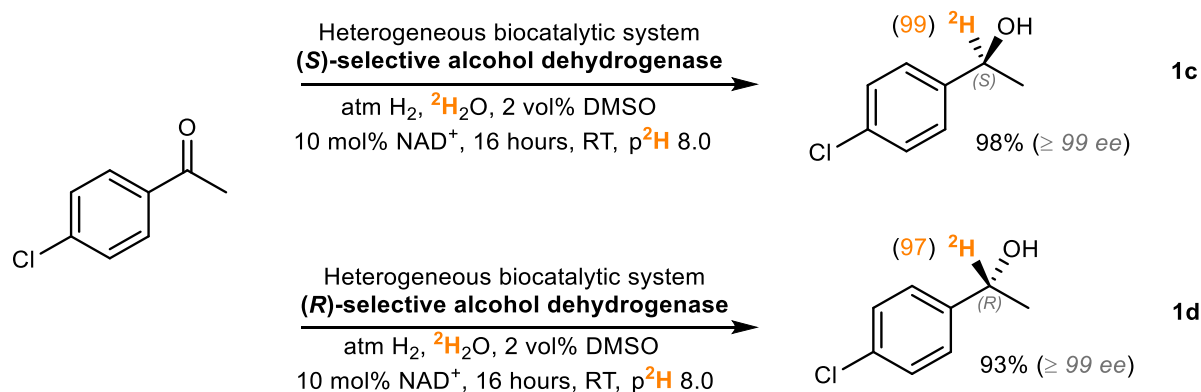 Heterogeneous biocatalytic system
(S)-selective alcohol dehydrogenase
atm H₂, ²H₂O, 2 vol% DMSO
10 mol% NAD⁺, 16 hours, RT, p²H 8.0
O
Cl
(99) ²H OH
(S)
Cl
98% (≥ 99 ee)
1c
Heterogeneous biocatalytic system
(R)-selective alcohol dehydrogenase
atm H₂, ²H₂O, 2 vol% DMSO
10 mol% NAD⁺, 16 hours, RT, p²H 8.0
(97) ²H OH
(R)
Cl
93% (≥ 99 ee)
1d